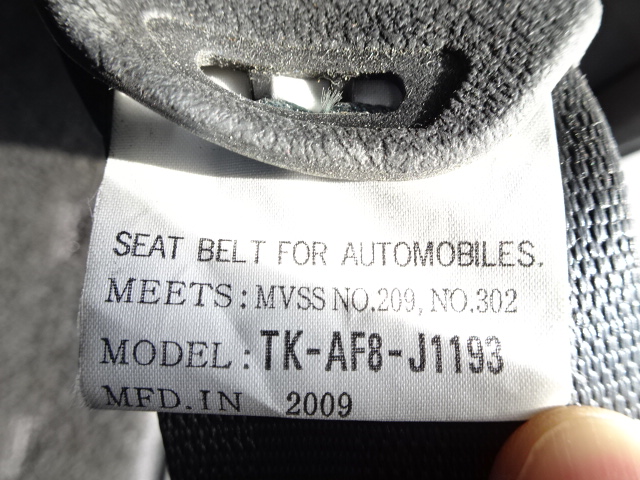 SEAT BELT FOR AUTOMOBILES.
MEETS: MVSS NO.209, NO.302
MODEL: TK-AF8-J1193
MFD.IN 2009